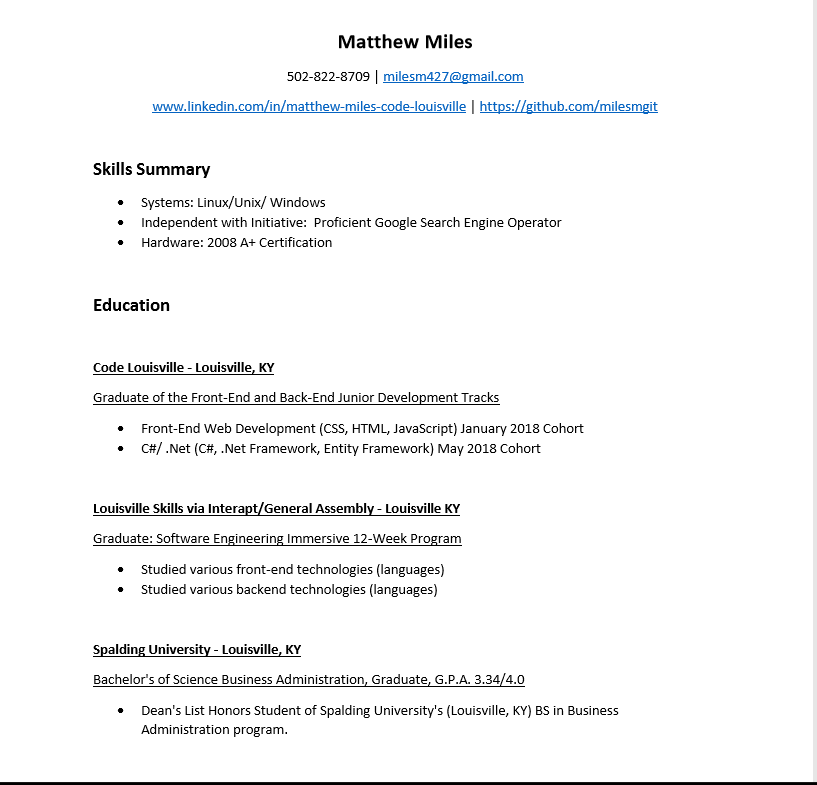 Matthew Miles
502-822-8709 | milesm427@gmail.com
www.linkedin.com/in/matthew-miles-code-louisville | https://github.com/milesmgit
Skills Summary
• Systems: Linux/Unix/ Windows
• Independent with Initiative:  Proficient Google Search Engine Operator
• Hardware: 2008 A+ Certification
Education
Code Louisville - Louisville, KY
Graduate of the Front-End and Back-End Junior Development Tracks
• Front-End Web Development (CSS, HTML, JavaScript) January 2018 Cohort
• C#/ .Net (C#, .Net Framework, Entity Framework) May 2018 Cohort
Louisville Skills via Interapt/General Assembly - Louisville KY
Graduate: Software Engineering Immersive 12-Week Program
• Studied various front-end technologies (languages)
• Studied various backend technologies (languages)
Spalding University - Louisville, KY
Bachelor's of Science Business Administration, Graduate, G.P.A. 3.34/4.0
• Dean's List Honors Student of Spalding University's (Louisville, KY) BS in Business
Administration program.